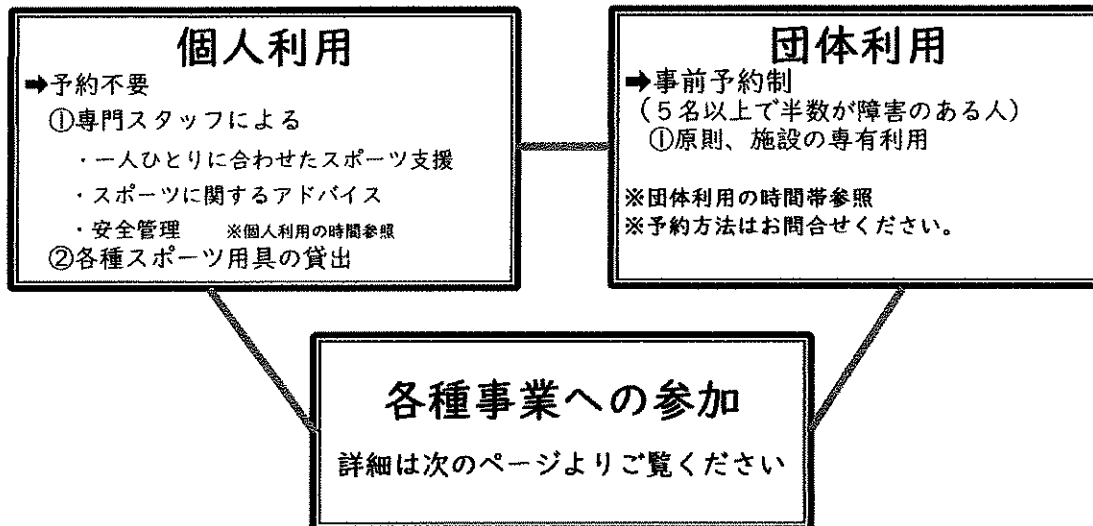 個人利用
➡予約不要
①専門スタッフによる
・一人ひとりに合わせたスポーツ支援
・スポーツに関するアドバイス
・安全管理 ※個人利用の時間参照
②各種スポーツ用具の貸出
団体利用
➡事前予約制
(5名以上で半数が障害のある人)
①原則、施設の専有利用
※団体利用の時間帯参照
※予約方法はお問合せください。
各種事業への参加
詳細は次のページよりご覧ください